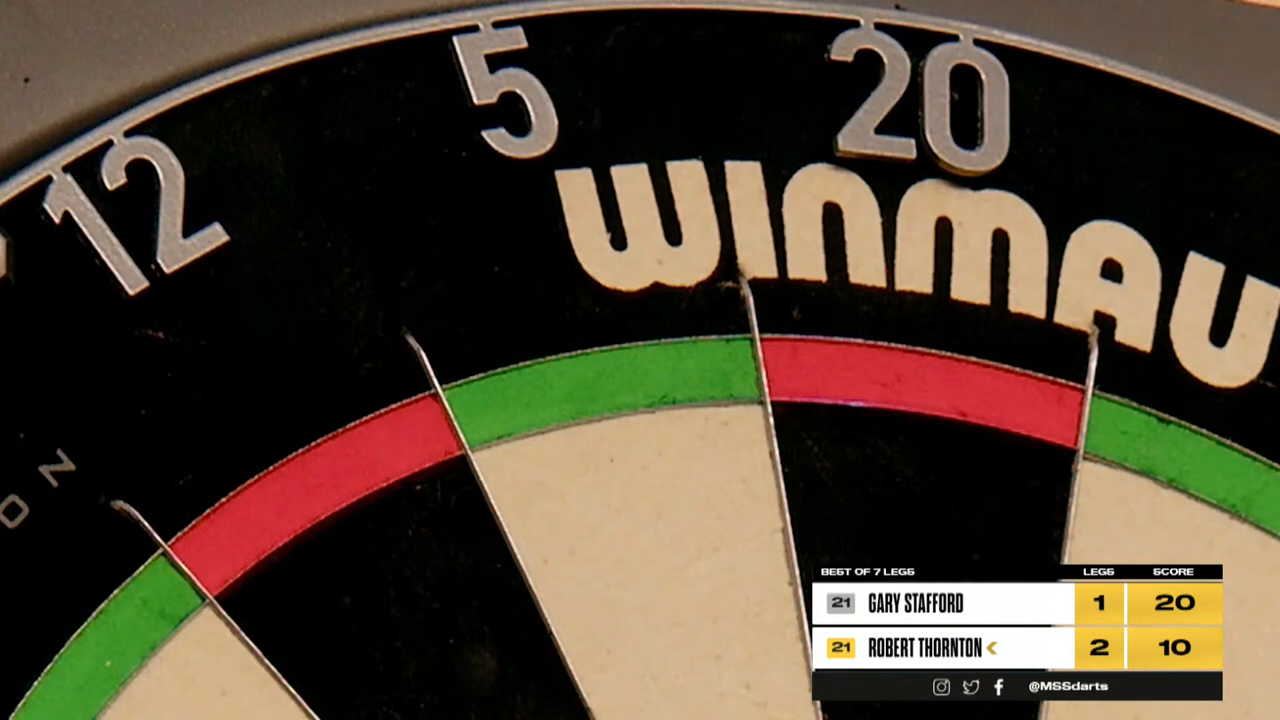 5
20
12
WINMAU
N
O
BEST OF 7 LEGS LEGS SCORE
21 GARY STAFFORD 1 20
21 ROBERT THORNTON < 2 10
@MSSdarts